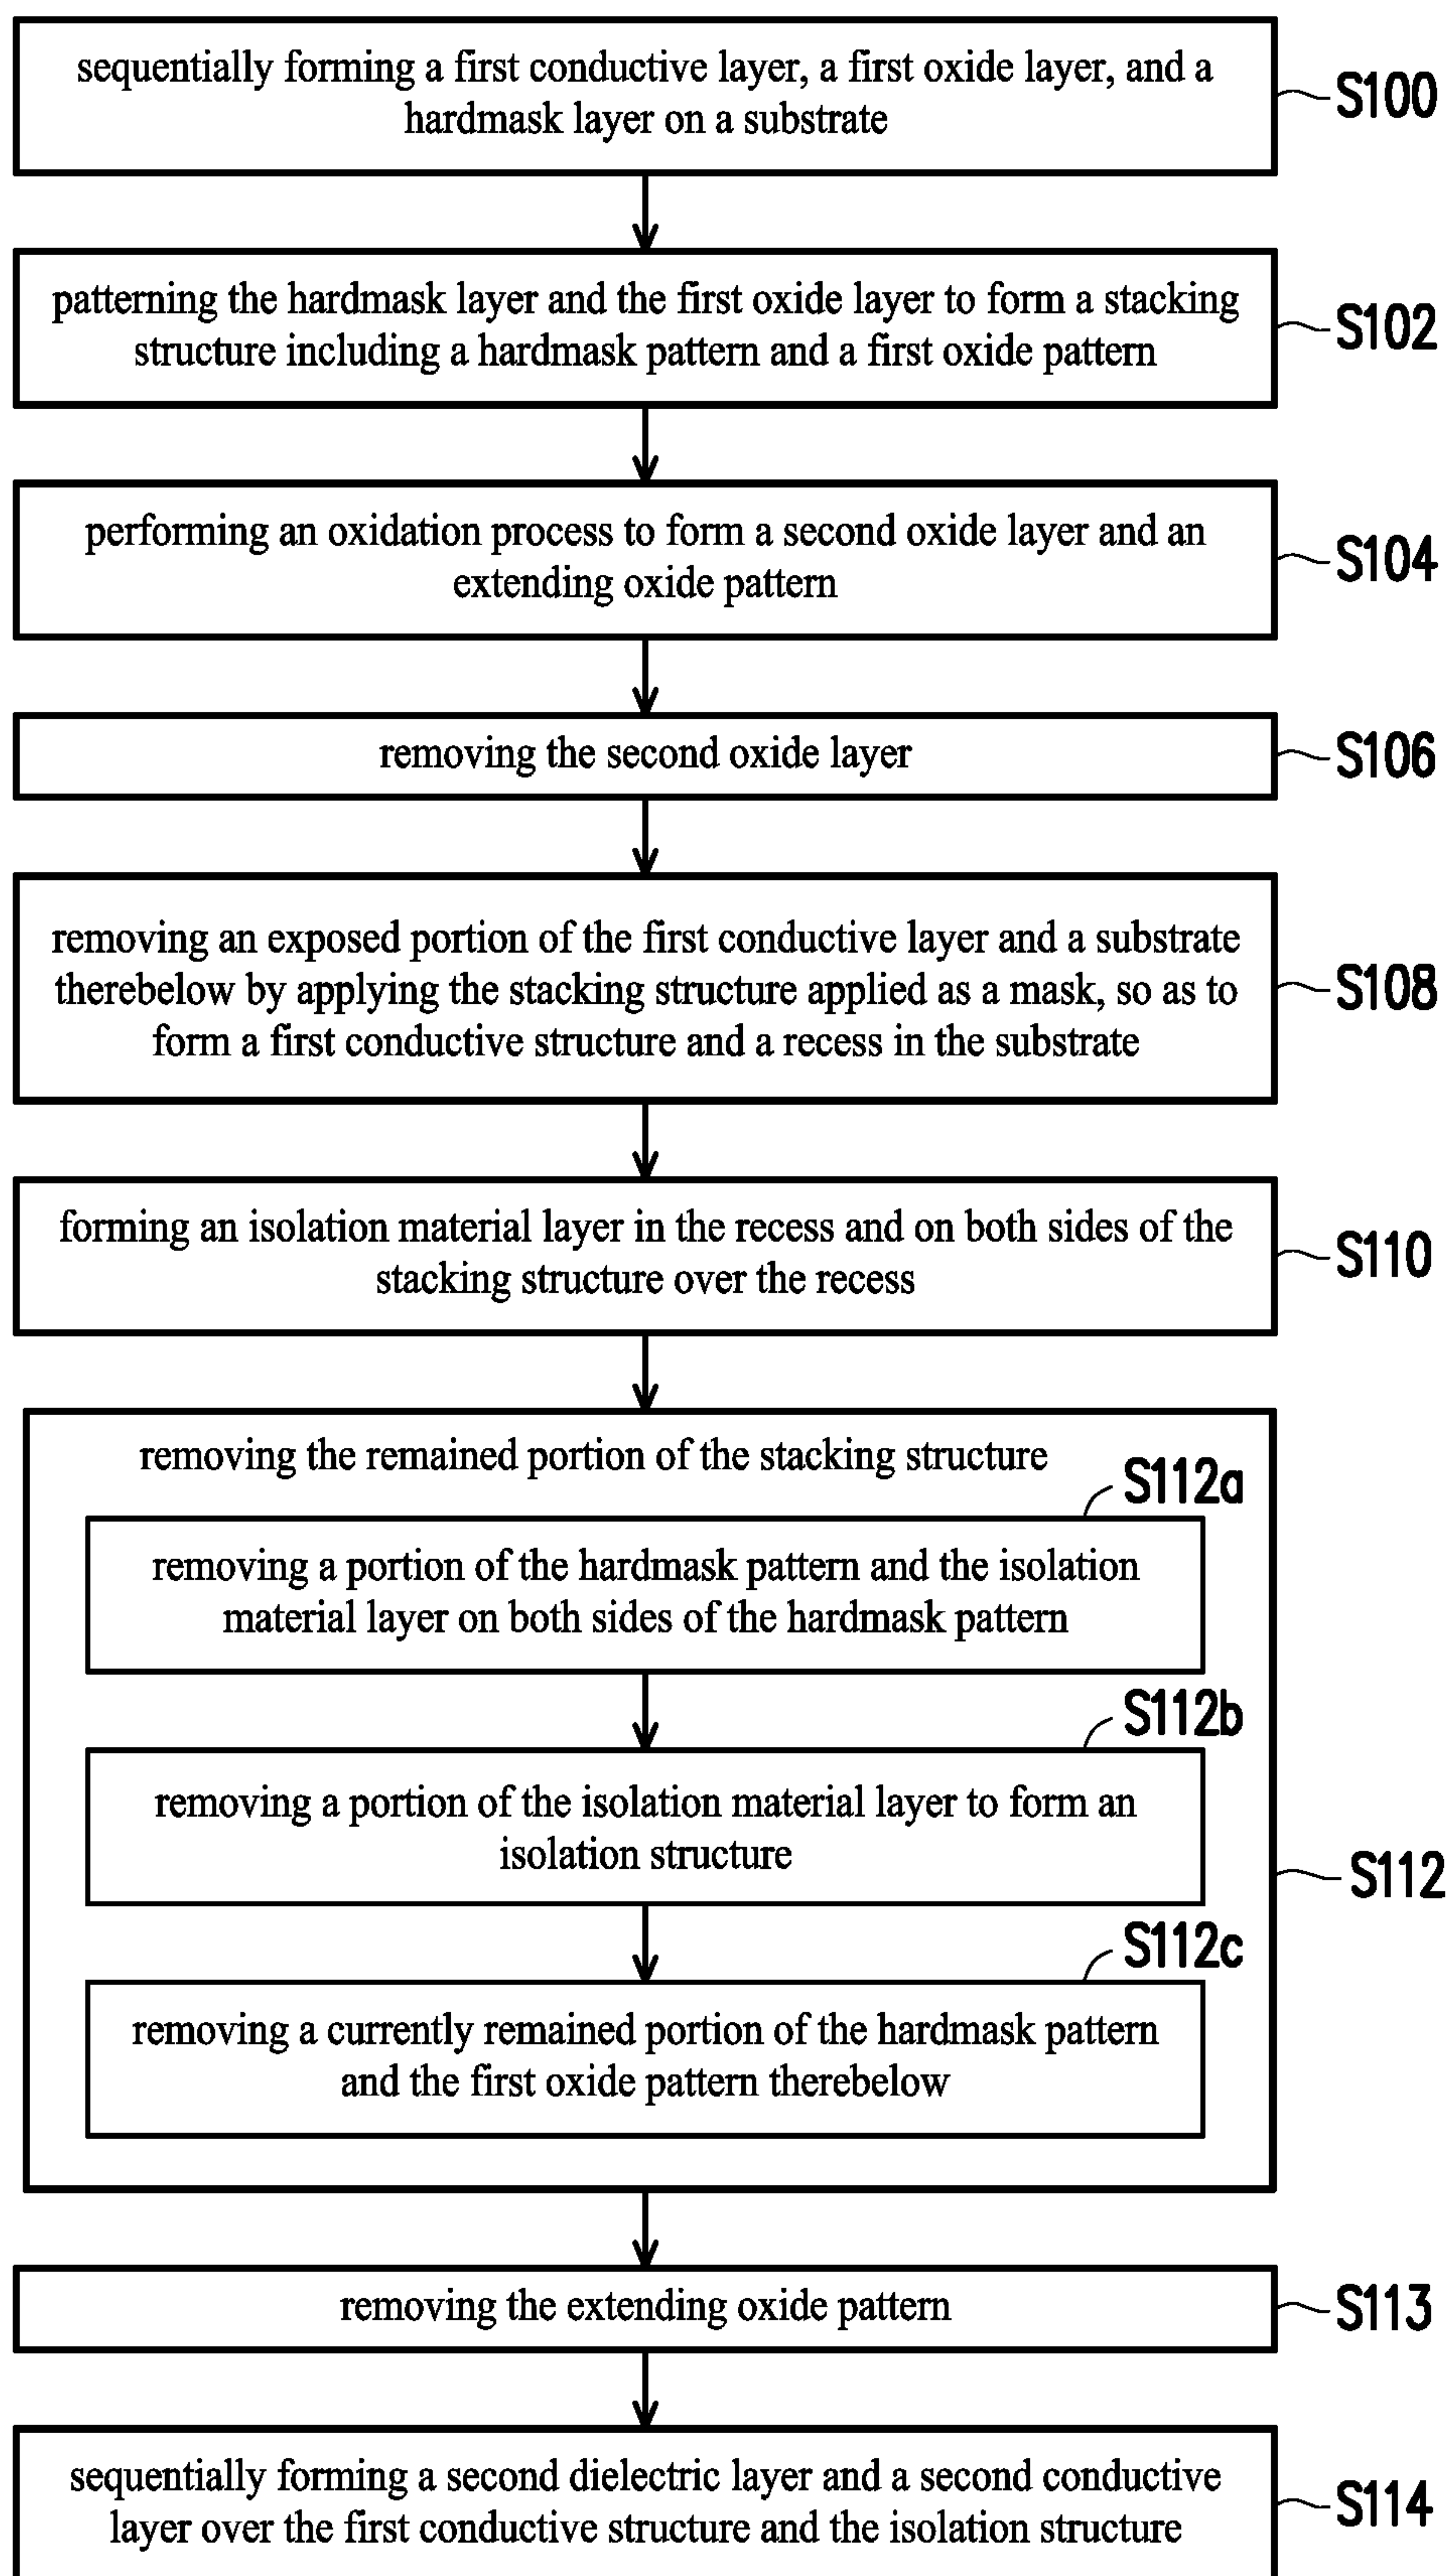 sequentially forming a first conductive layer, a first oxide layer, and a
hardmask layer on a substrate
S100
patterning the hardmask layer and the first oxide layer to form a stacking
structure including a hardmask pattern and a first oxide pattern
S102
performing an oxidation process to form a second oxide layer and an
extending oxide pattern
S104
removing the second oxide layer
S106
removing an exposed portion of the first conductive layer and a substrate
therebelow by applying the stacking structure applied as a mask, so as to
form a first conductive structure and a recess in the substrate
S108
forming an isolation material layer in the recess and on both sides of the
stacking structure over the recess
S110
removing the remained portion of the stacking structure
S112a
removing a portion of the hardmask pattern and the isolation
material layer on both sides of the hardmask pattern
S112b
removing a portion of the isolation material layer to form an
isolation structure
S112
S112c
removing a currently remained portion of the hardmask pattern
and the first oxide pattern therebelow
removing the extending oxide pattern
S113
sequentially forming a second dielectric layer and a second conductive
layer over the first conductive structure and the isolation structure
S114